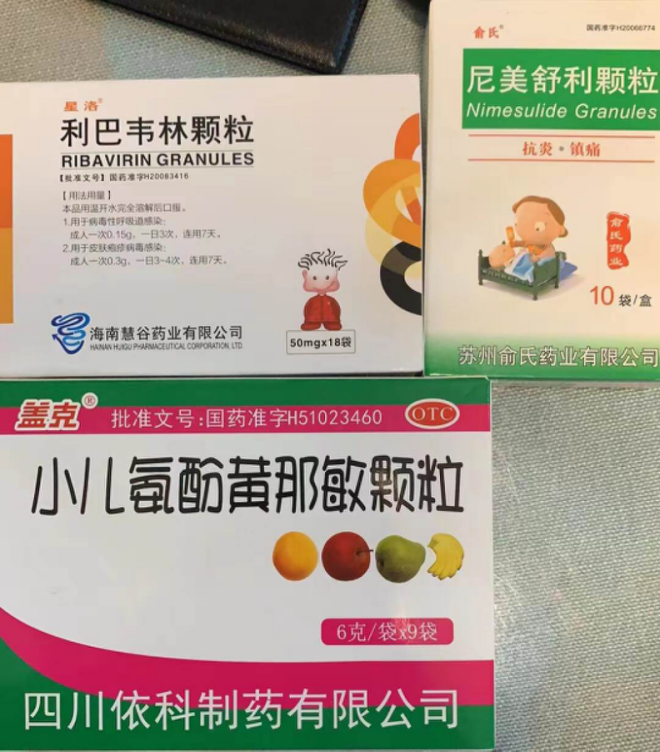 星洛®
利巴韦林颗粒
RIBAVIRIN GRANULES
【批准文号】国药准字H20083416
【用法用量】
本品用温开水完全溶解后口服。
1.用于病毒性呼吸道感染:
成人一次0.15g、一日3次、连用7天。
2.用于皮肤疱疹病毒感染:
成人一次0.3g、一日3~4次、连用7天。
海南慧谷药业有限公司
HAINAN HUIGU PHARMACEUTICAL CORPORATION, LTD.
50mg×18袋
俞氏®
国药准字H20066774
尼美舒利颗粒
Nimesulide Granules
抗炎·镇痛
俞氏药业
10袋/盒
苏州俞氏药业有限公司
盖克®
批准文号:国药准字H51023460
OTC
小儿氨酚黄那敏颗粒
6克/袋x9袋
四川依科制药有限公司